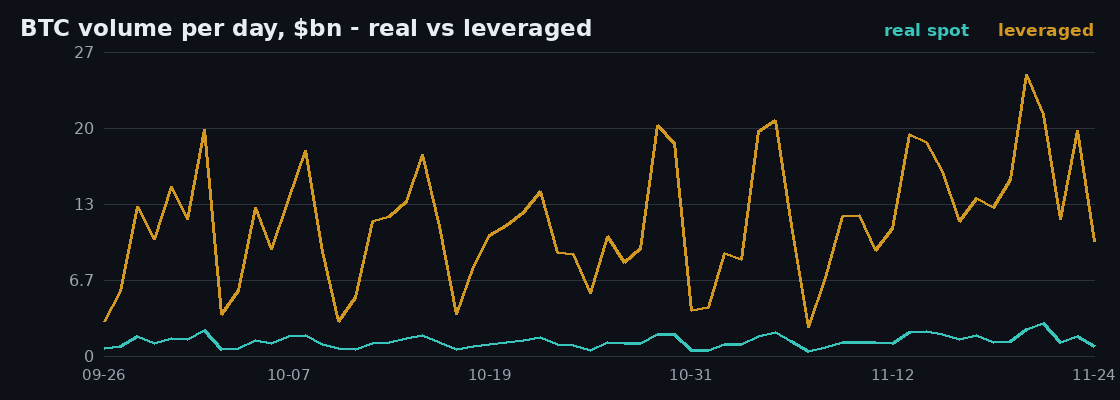 BTC volume per day, $bn - real vs leveraged
real spot leveraged
27
20
13
6.7
0
09-26 10-07 10-19 10-31 11-12 11-24